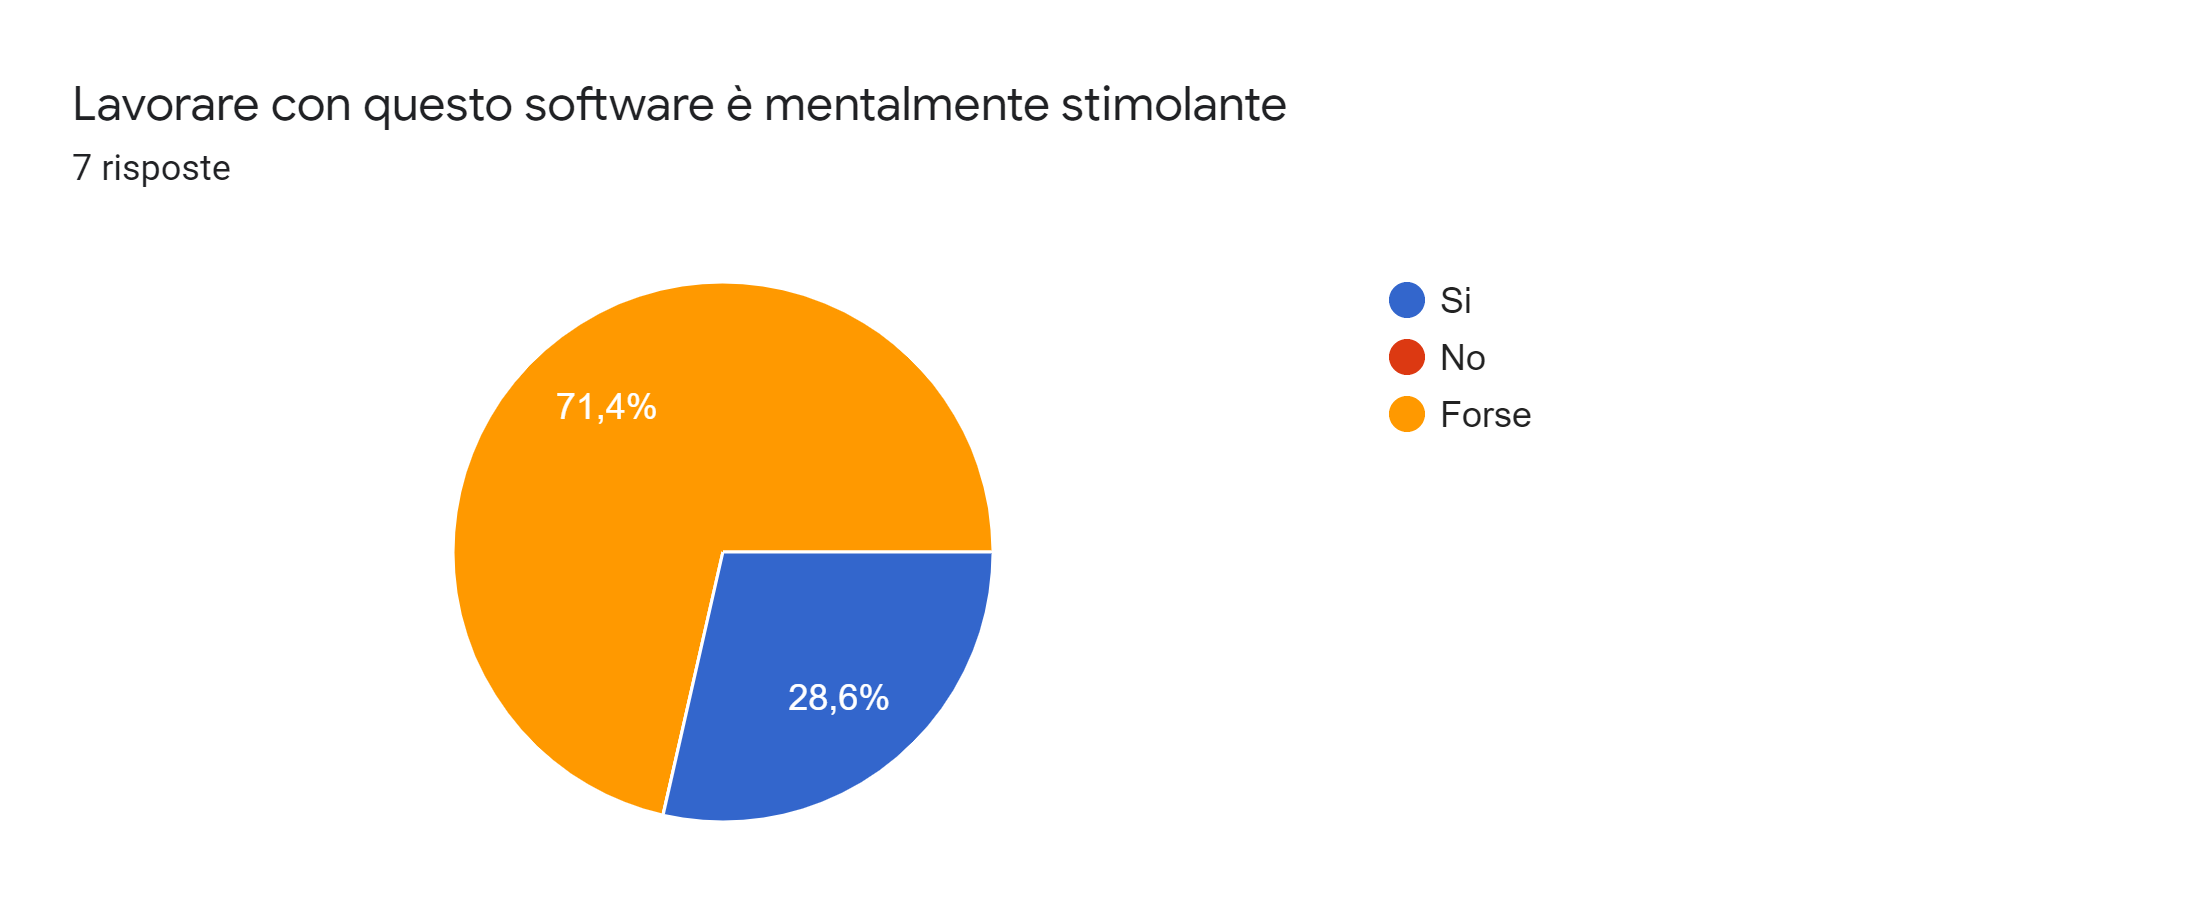 Lavorare con questo software è mentalmente stimolante
7 risposte
71,4%
28,6%
Si
No
Forse